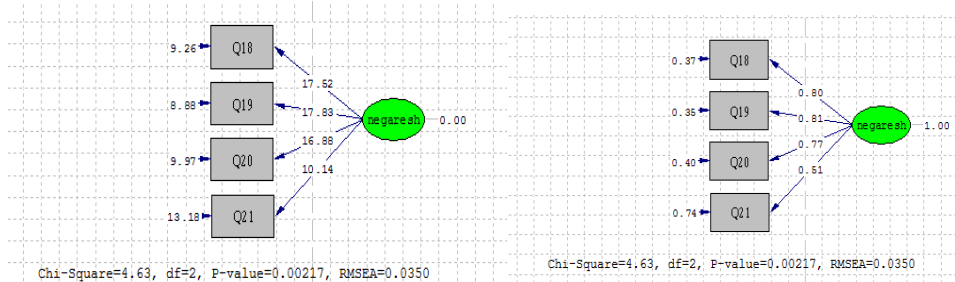 Q18
9.26
17.52
Q19
8.88
17.83
negaresh
0.00
Q20
9.97
16.88
10.14
Q21
13.18
Chi-Square=4.63, df=2, P-value=0.00217, RMSEA=0.0350
Q18
0.37
0.80
Q19
0.35
0.81
negaresh
1.00
Q20
0.40
0.77
0.51
Q21
0.74
Chi-Square=4.63, df=2, P-value=0.00217, RMSEA=0.0350